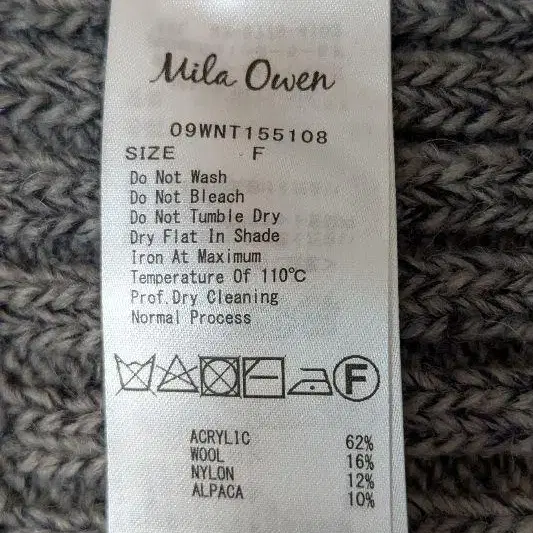 Mila Owen
09WNT155108
SIZE F
Do Not Wash
Do Not Bleach
Do Not Tumble Dry
Dry Flat In Shade
Iron At Maximum
Temperature Of 110℃
Prof.Dry Cleaning
Normal Process
F
ACRYLIC 62%
WOOL 16%
NYLON 12%
ALPACA 10%